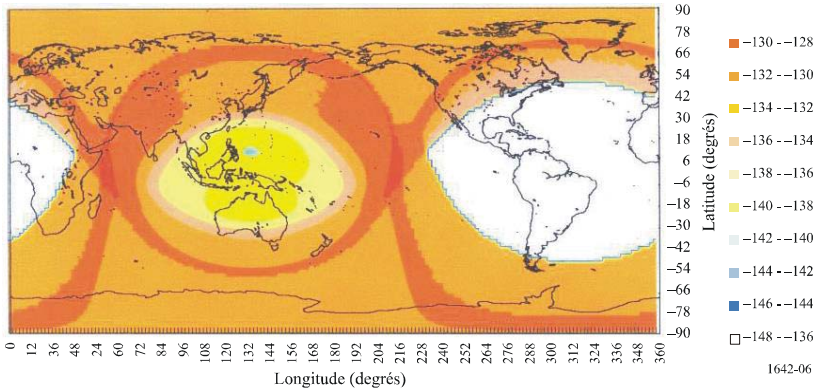 90
78
66
54
42
30
18
6
–6
–18
–30
–42
–54
–66
–78
–90
Latitude (degrés)
0 12 24 36 48 60 72 84 96 108 120 132 144 156 168 180 192 204 216 228 240 252 264 276 288 300 312 324 336 348 360
Longitude (degrés)
–130 - –128
–132 - –130
–134 - –132
–136 - –134
–138 - –136
–140 - –138
–142 - –140
–144 - –142
–146 - –144
–148 - –136
1642-06